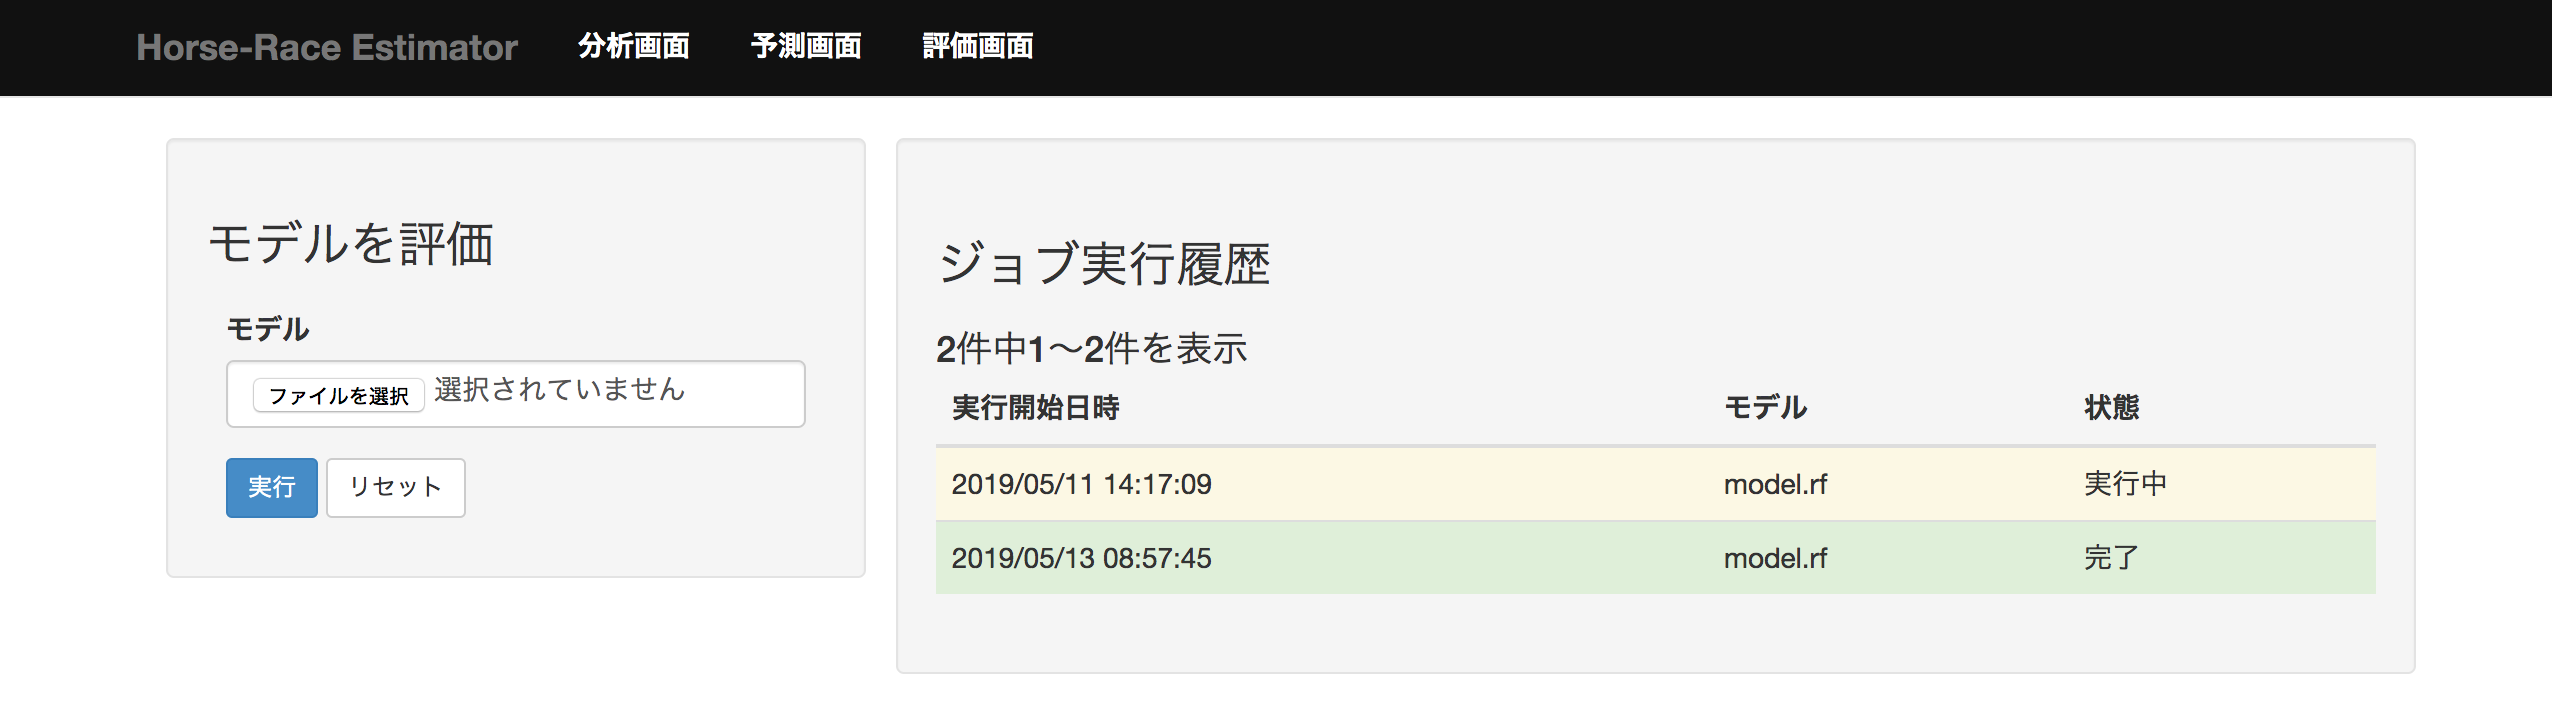 Horse-Race Estimator 分析画面 予測画面 評価画面
モデルを評価
モデル
ファイルを選択 選択されていません
実行 リセット
ジョブ実行履歴
2件中1〜2件を表示
実行開始日時 モデル 状態
2019/05/11 14:17:09 model.rf 実行中
2019/05/13 08:57:45 model.rf 完了